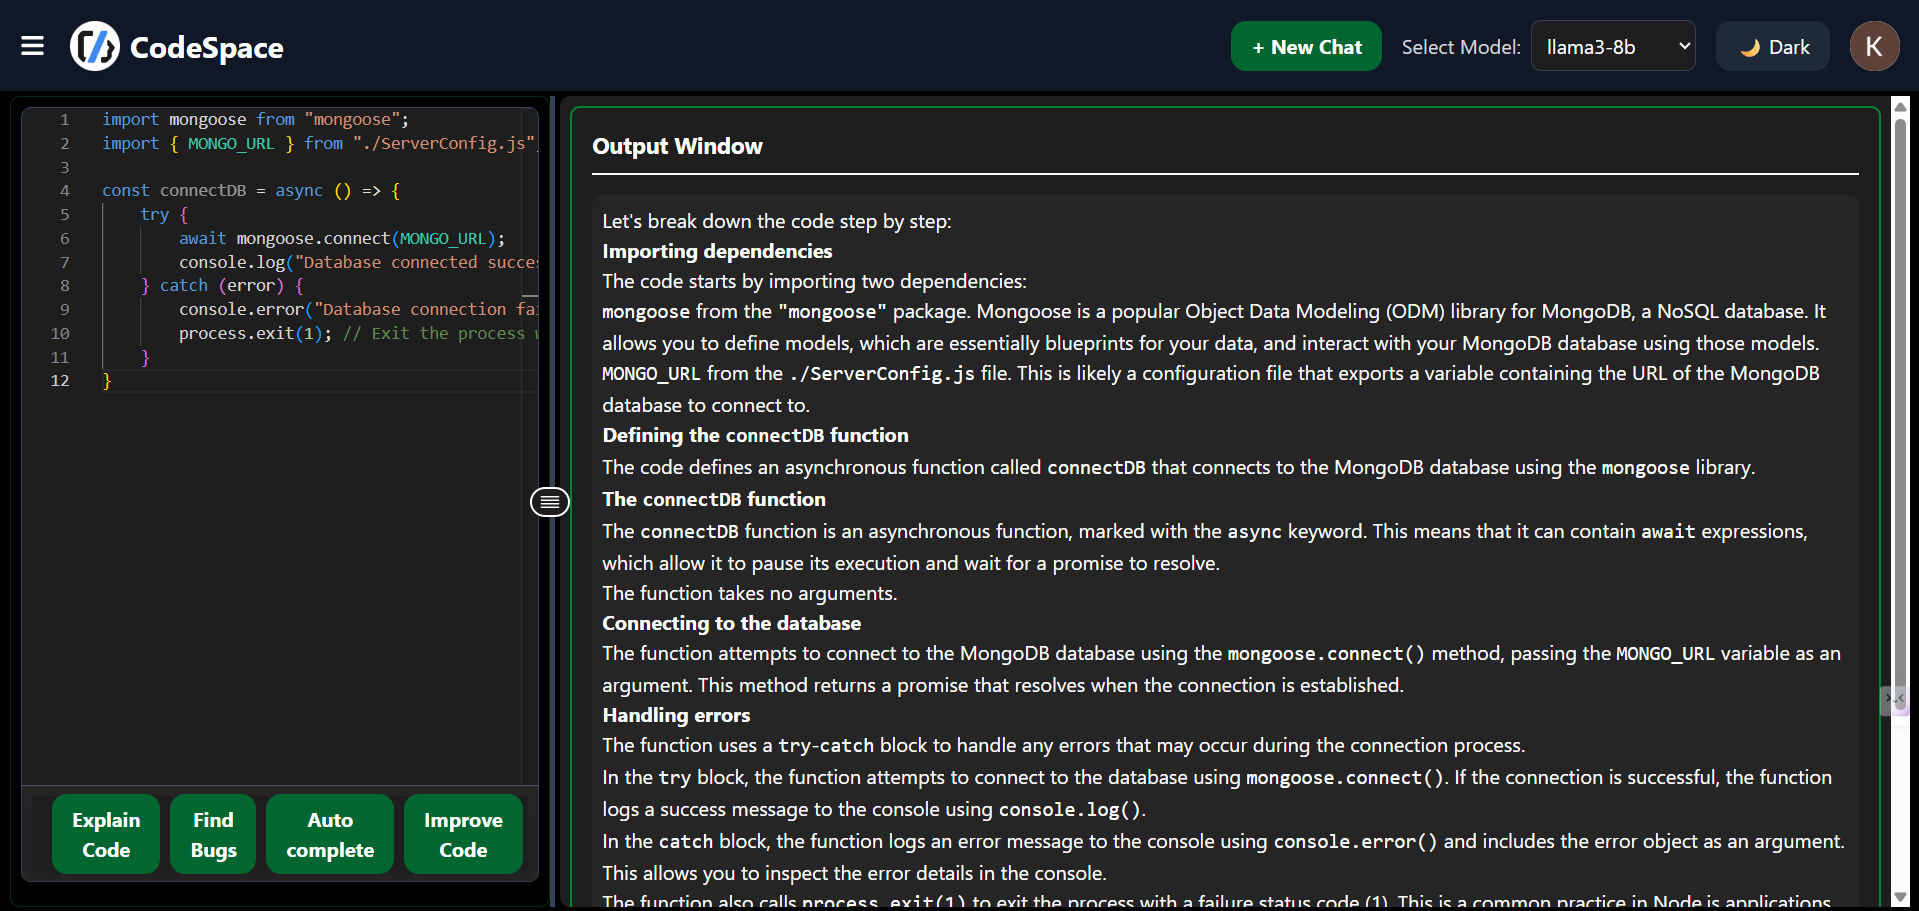 CodeSpace
+ New Chat
Select Model:
llama3-8b
🌙 Dark
K
1 import mongoose from "mongoose";
2 import { MONGO_URL } from "./ServerConfig.js"
3
4 const connectDB = async () => {
5 try {
6 await mongoose.connect(MONGO_URL);
7 console.log("Database connected
8 } catch (error) {
9 console.error("Database connection
10 process.exit(1); // Exit the process
11 }
12 }
Explain
Code
Find
Bugs
Auto
complete
Improve
Code
Output Window
Let's break down the code step by step:
Importing dependencies
The code starts by importing two dependencies:
mongoose from the "mongoose" package. Mongoose is a popular Object Data Modeling (ODM) library for MongoDB, a NoSQL database. It
allows you to define models, which are essentially blueprints for your data, and interact with your MongoDB database using those models.
MONGO_URL from the ./ServerConfig.js file. This is likely a configuration file that exports a variable containing the URL of the MongoDB
database to connect to.
Defining the connectDB function
The code defines an asynchronous function called connectDB that connects to the MongoDB database using the mongoose library.
The connectDB function
The connectDB function is an asynchronous function, marked with the async keyword. This means that it can contain await expressions,
which allow it to pause its execution and wait for a promise to resolve.
The function takes no arguments.
Connecting to the database
The function attempts to connect to the MongoDB database using the mongoose.connect() method, passing the MONGO_URL variable as an
argument. This method returns a promise that resolves when the connection is established.
Handling errors
The function uses a try-catch block to handle any errors that may occur during the connection process.
In the try block, the function attempts to connect to the database using mongoose.connect(). If the connection is successful, the function
logs a success message to the console using console.log().
In the catch block, the function logs an error message to the console using console.error() and includes the error object as an argument.
This allows you to inspect the error details in the console.
The function also calls process.exit(1) to exit the process with a failure status code (1). This is a common practice in Node.js applications